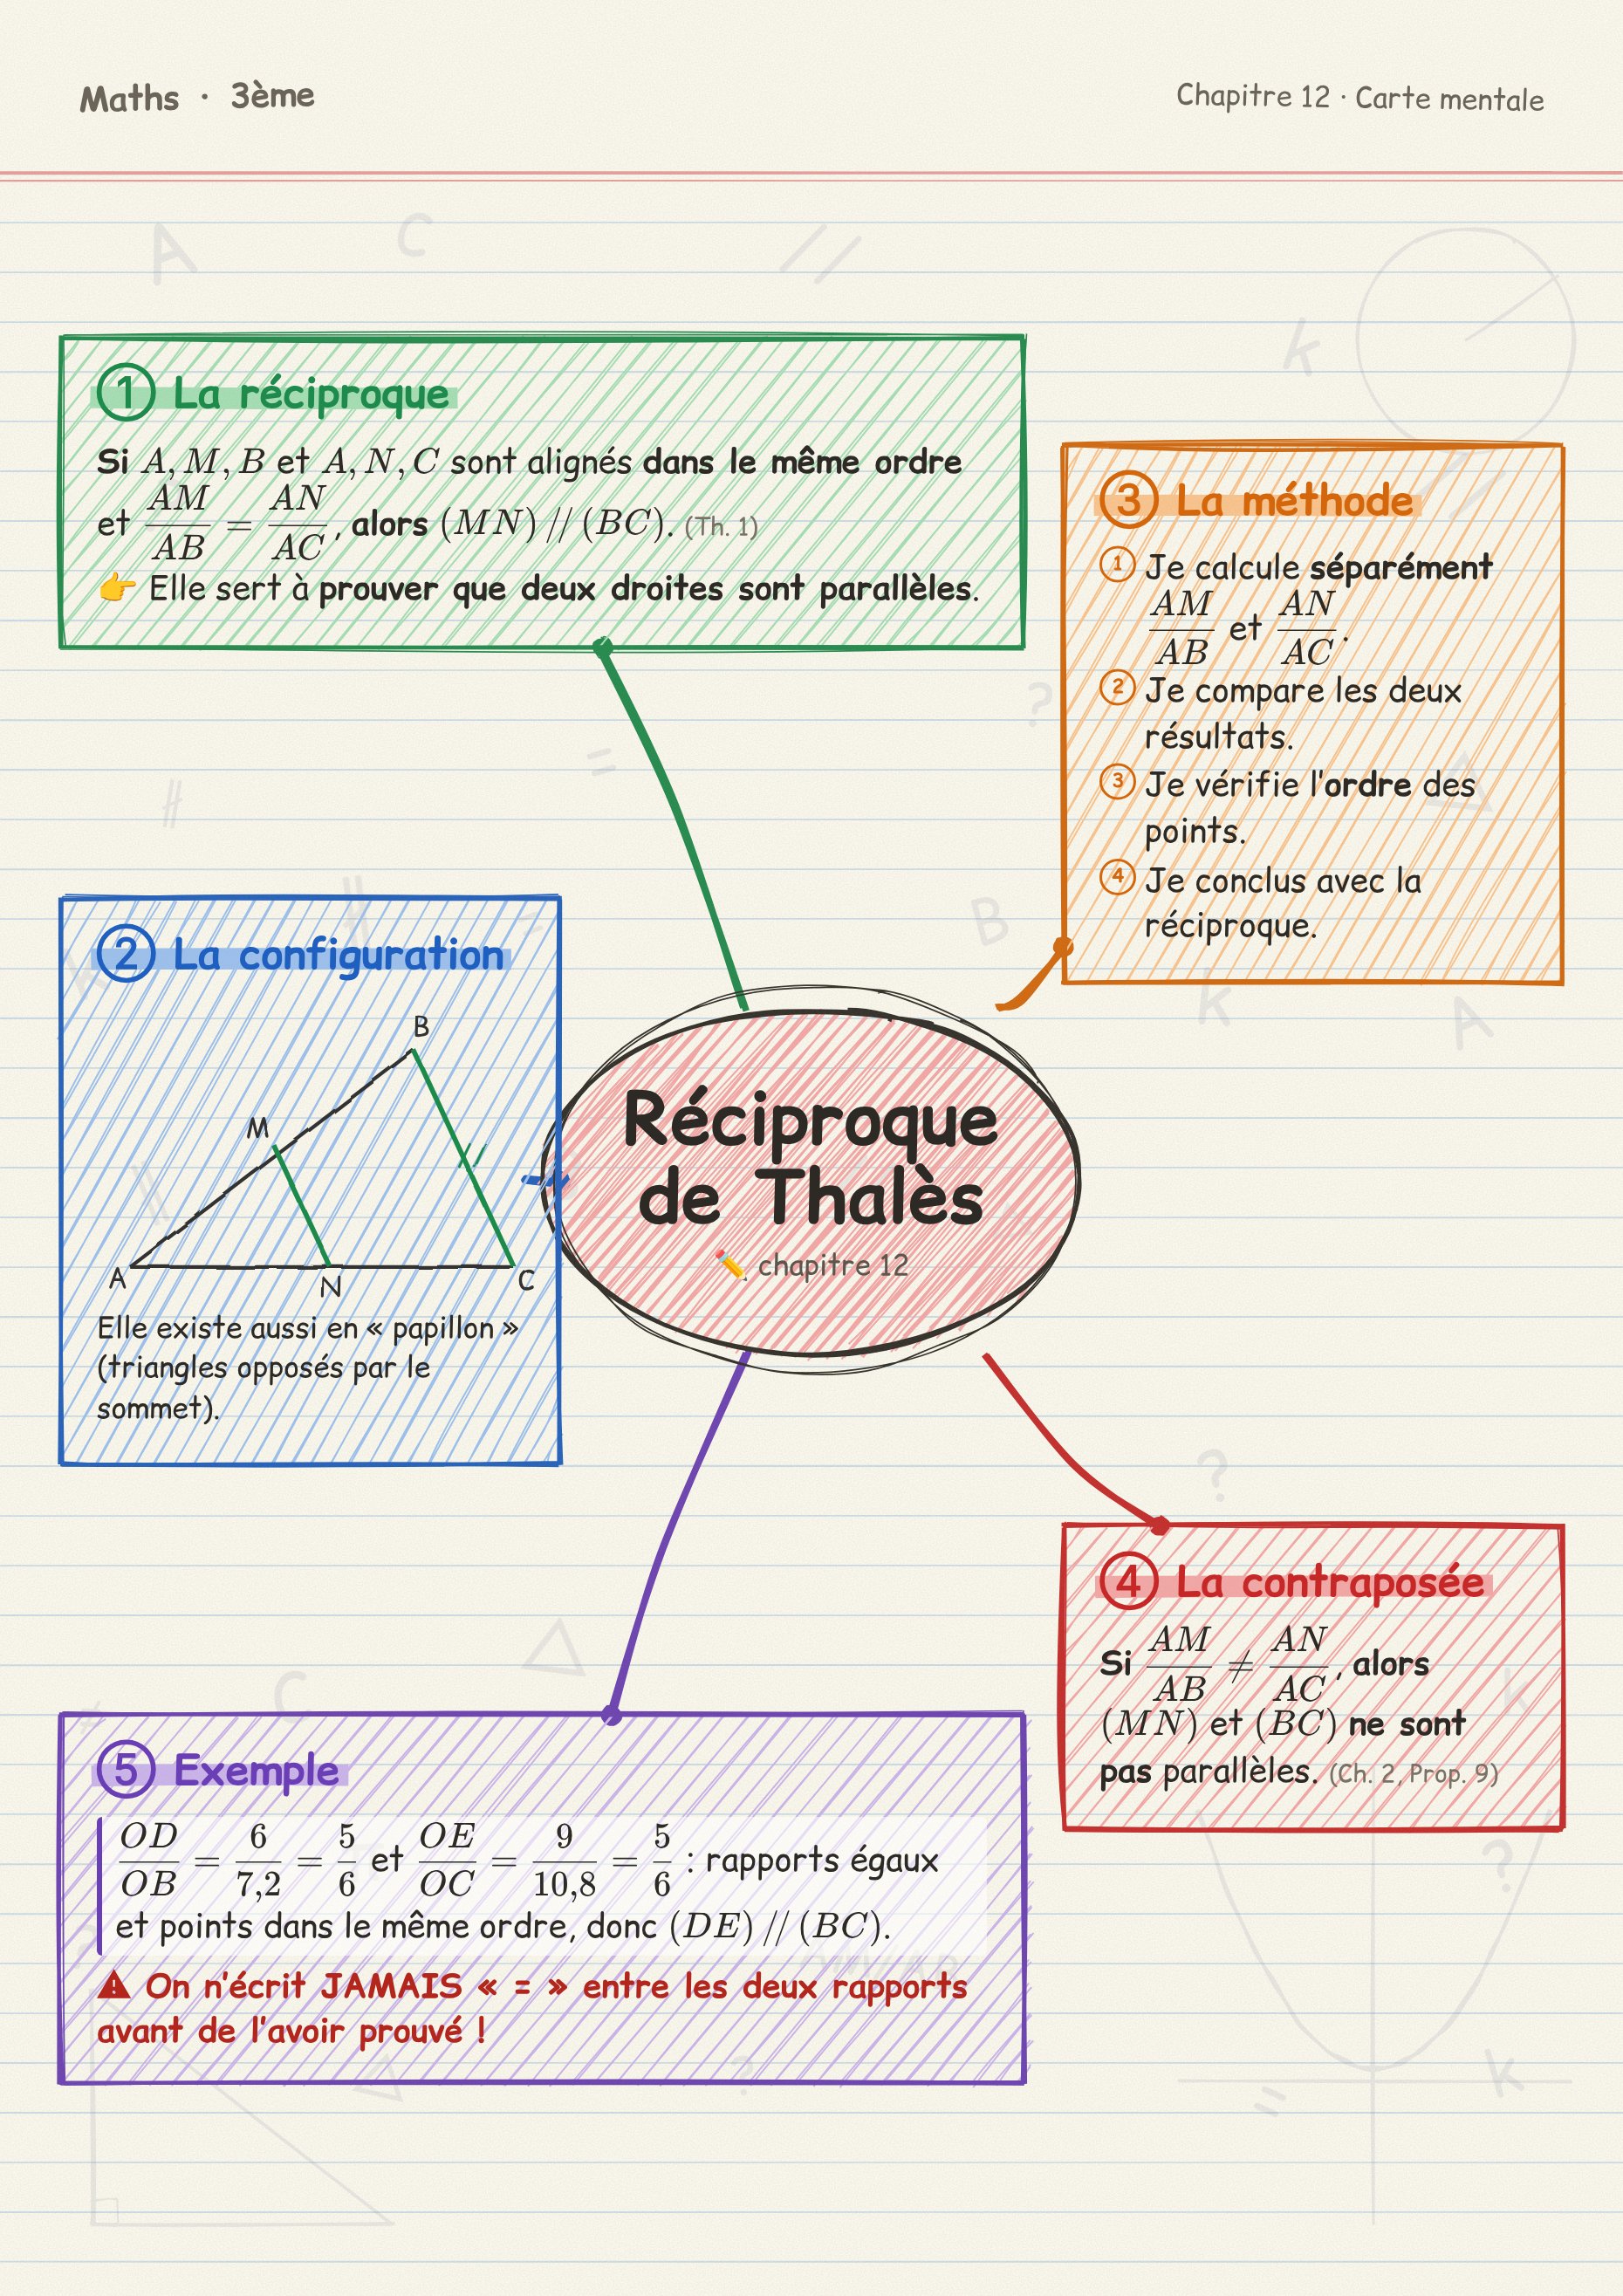 Maths · 3ème
Chapitre 12 · Carte mentale
① La réciproque
Si A, M, B et A, N, C sont alignés dans le même ordre
et AM/AB = AN/AC, alors (MN) // (BC). (Th. 1)
👉 Elle sert à prouver que deux droites sont parallèles.
③ La méthode
① Je calcule séparément
AM/AB et AN/AC.
② Je compare les deux
résultats.
③ Je vérifie l'ordre des
points.
④ Je conclus avec la
réciproque.
② La configuration
B
M
//
A
N
C
Elle existe aussi en « papillon »
(triangles opposés par le
sommet).
Réciproque
de Thalès
✏️ chapitre 12
④ La contraposée
Si AM/AB ≠ AN/AC, alors
(MN) et (BC) ne sont
pas parallèles. (Ch. 2, Prop. 9)
⑤ Exemple
OD/OB = 6/7,2 = 5/6 et OE/OC = 9/10,8 = 5/6 : rapports égaux
et points dans le même ordre, donc (DE) // (BC).
⚠ On n'écrit JAMAIS « = » entre les deux rapports
avant de l'avoir prouvé !